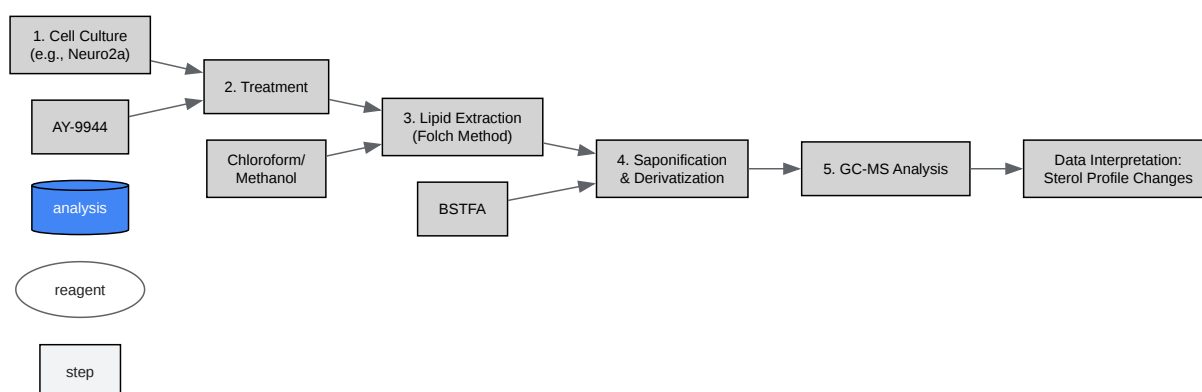 1. Cell Culture
(e.g., Neuro2a)
AY-9944
analysis
reagent
step
2. Treatment
Chloroform/
Methanol
3. Lipid Extraction
(Folch Method)
BSTFA
4. Saponification
& Derivatization
5. GC-MS Analysis
Data Interpretation:
Sterol Profile Changes